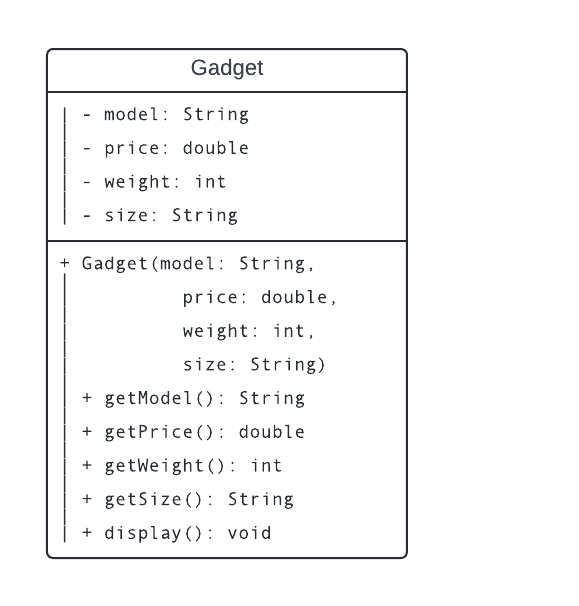 Gadget
| - model: String
| - price: double
| - weight: int
| - size: String
+ Gadget(model: String,
|          price: double,
|          weight: int,
|          size: String)
| + getModel(): String
| + getPrice(): double
| + getWeight(): int
| + getSize(): String
| + display(): void